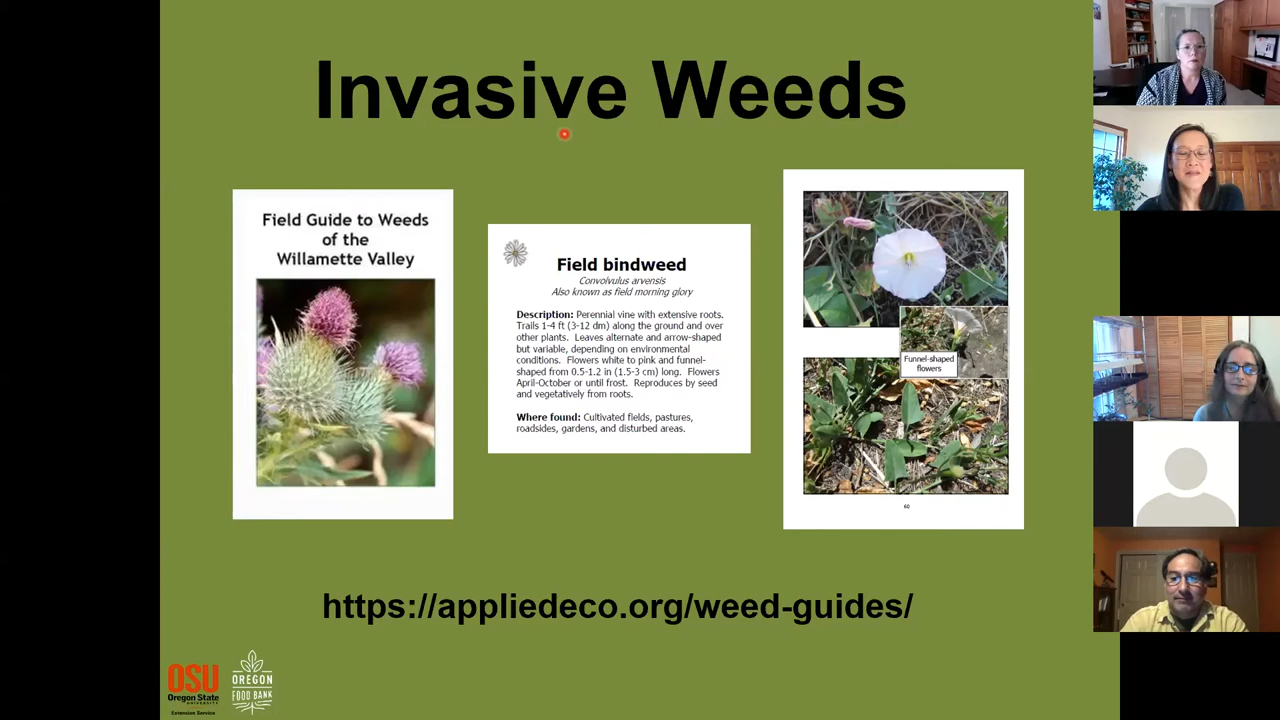 Invasive Weeds
Field Guide to Weeds
of the
Willamette Valley
Field bindweed
Convolvulus arvensis
Also known as field morning glory
Description: Perennial vine with extensive roots.
Trails 1-4 ft (3-12 dm) along the ground and over
other plants. Leaves alternate and arrow-shaped
but variable, depending on environmental
conditions. Flowers white to pink and funnel-
shaped from 0.5-1.2 in (1.5-3 cm) long. Flowers
April-October or until frost. Reproduces by seed
and vegetatively from roots.
Where found: Cultivated fields, pastures,
roadsides, gardens, and disturbed areas.
Funnel-shaped
flowers
60
https://appliedeco.org/weed-guides/
OSU
Oregon State
UNIVERSITY
Extension Service
OREGON
FOOD BANK